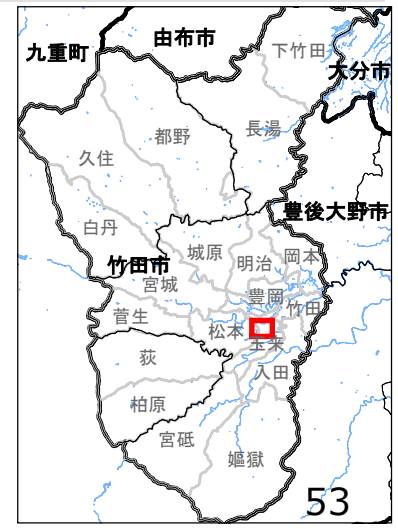 由布市
九重町
下竹田
大分市
都野
長湯
久住
豊後大野市
白丹
城原
岡本
竹田市
明治
宮城
豊岡
竹田
菅生
松本
玉来
荻
入田
柏原
宮砥
嫗獄
53